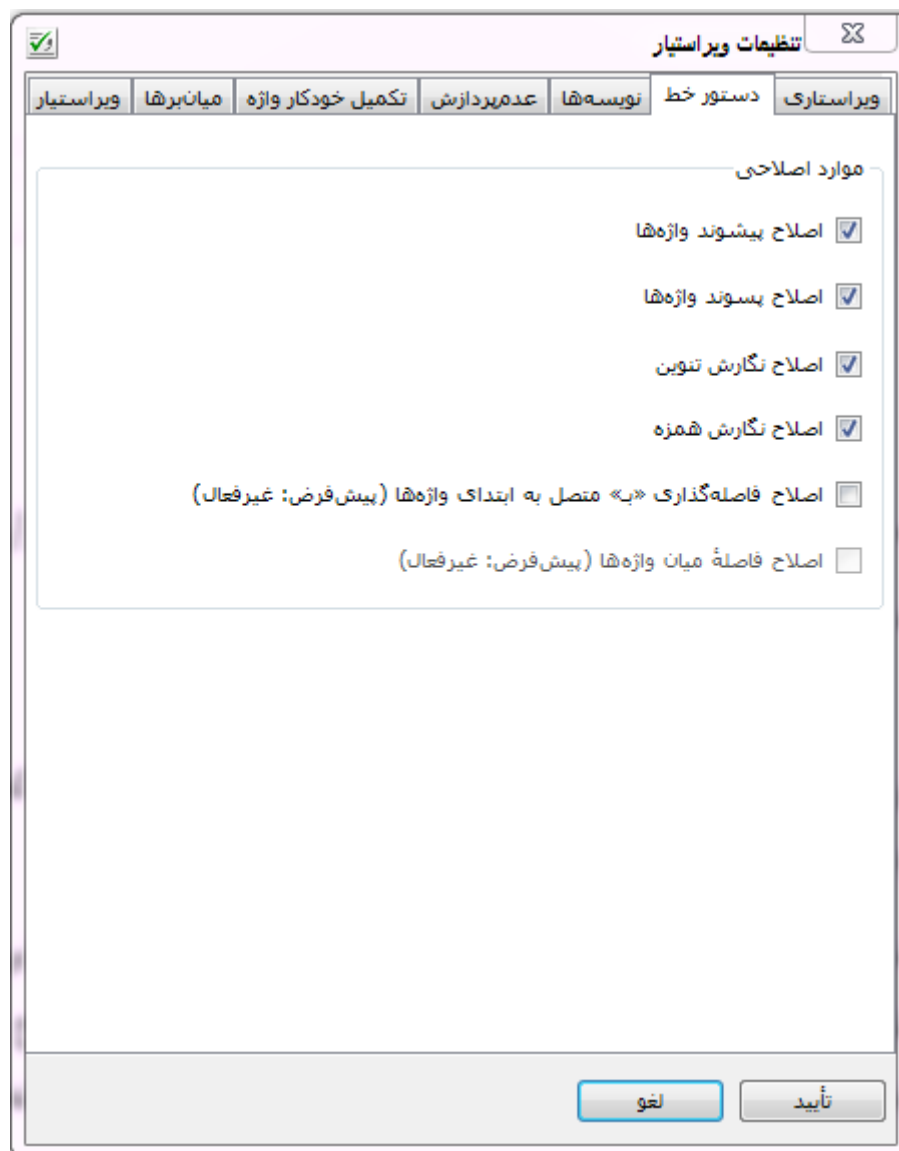 تنظیمات ویراستیار
ویراستاری دستور خط نویسه‌ها عدم‌پردازش تکمیل خودکار واژه میان‌برها ویراستیار
موارد اصلاحی
اصلاح پیشوند واژه‌ها
اصلاح پسوند واژه‌ها
اصلاح نگارش تنوین
اصلاح نگارش همزه
اصلاح فاصله‌گذاری «ب» متصل به ابتدای واژه‌ها (پیش‌فرض: غیرفعال)
اصلاح فاصلهٔ میان واژه‌ها (پیش‌فرض: غیرفعال)
تأیید لغو